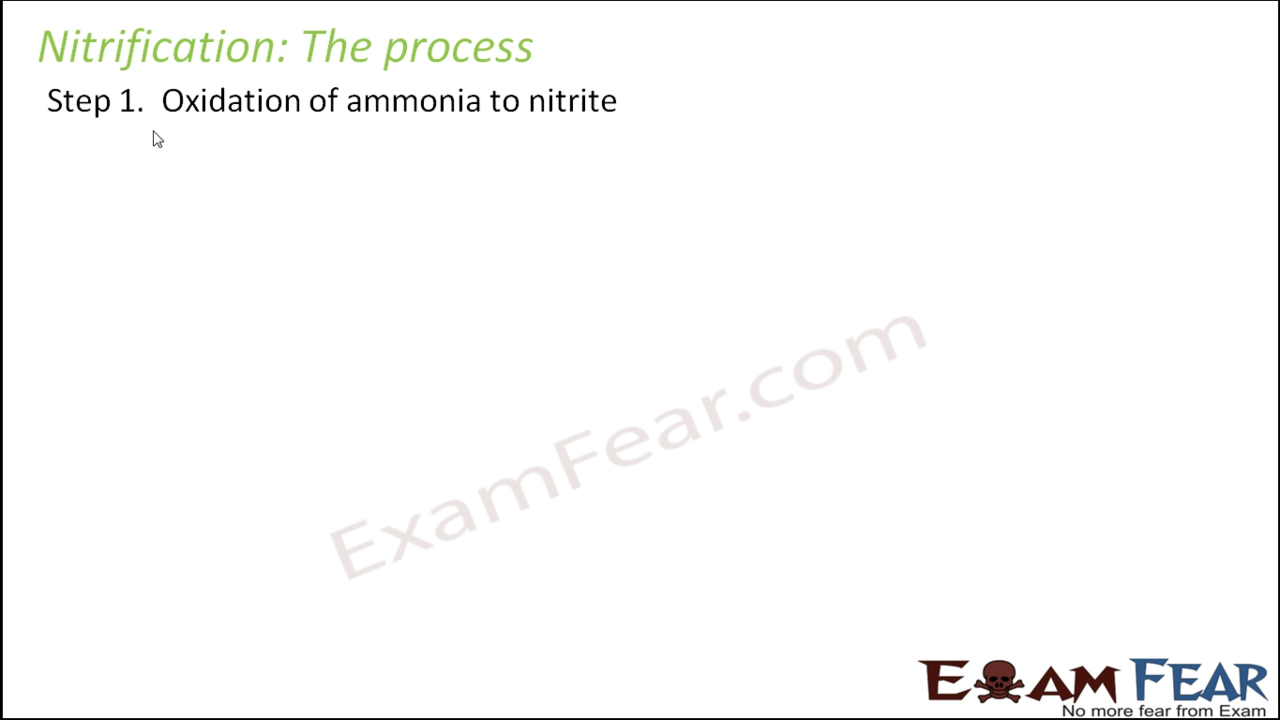 Nitrification: The process
Step 1. Oxidation of ammonia to nitrite
ExamFear.com
EXAM FEAR
No more fear from Exam